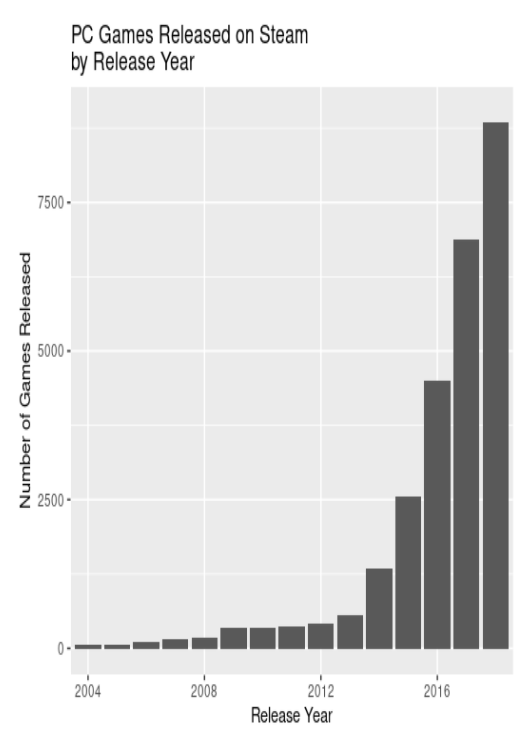 PC Games Released on Steam
by Release Year
Number of Games Released
7500
5000
2500
0
2004
2008
2012
2016
Release Year